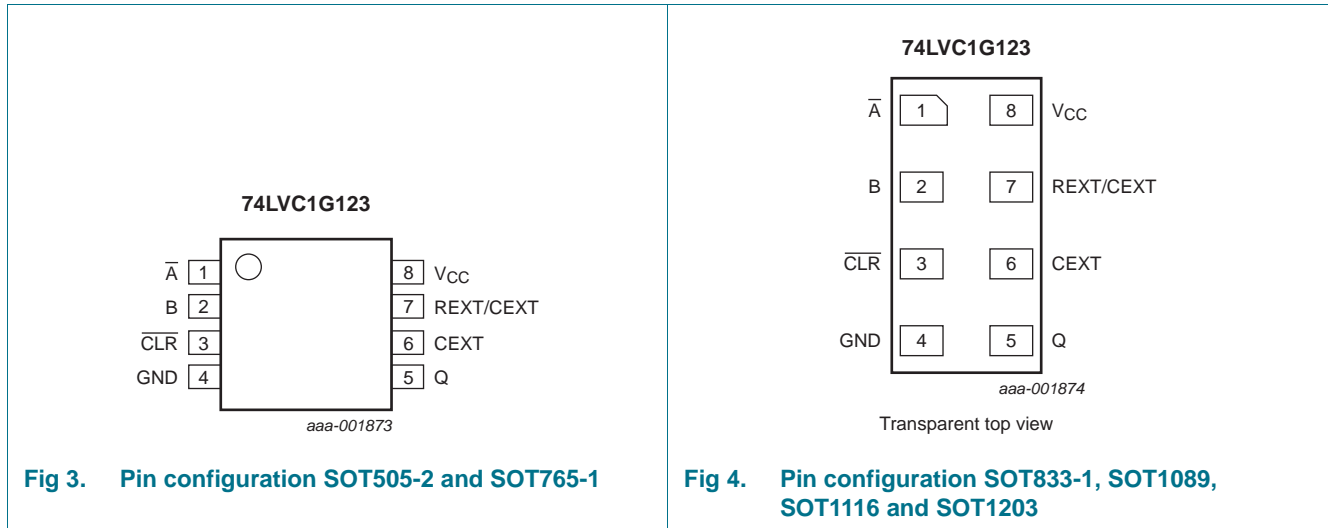 74LVC1G123
A̅ 1
B 2
C̅L̅R̅ 3
GND 4
8 VCC
7 REXT/CEXT
6 CEXT
5 Q
aaa-001873
Fig 3. Pin configuration SOT505-2 and SOT765-1
74LVC1G123
A̅ 1
B 2
C̅L̅R̅ 3
GND 4
8 VCC
7 REXT/CEXT
6 CEXT
5 Q
aaa-001874
Transparent top view
Fig 4. Pin configuration SOT833-1, SOT1089,
SOT1116 and SOT1203